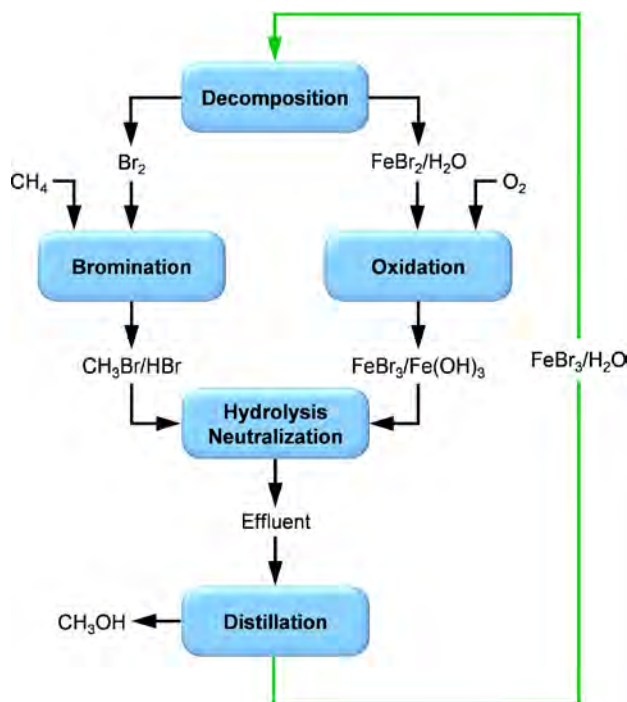 Decomposition
Br₂
FeBr₂/H₂O
CH₄
O₂
Bromination
Oxidation
CH₃Br/HBr
FeBr₃/Fe(OH)₃
FeBr₃/H₂O
Hydrolysis
Neutralization
Effluent
CH₃OH
Distillation